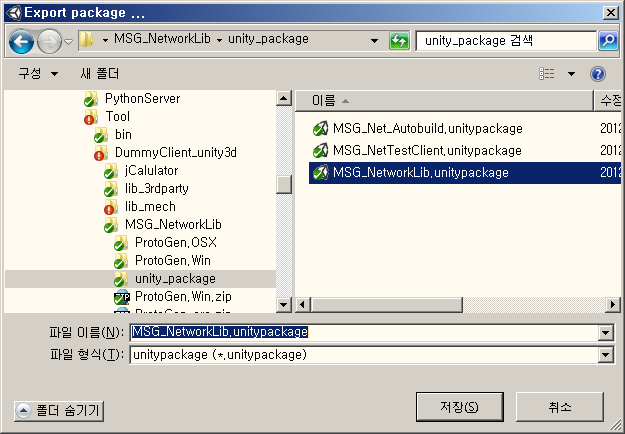 Export package ...
MSG_NetworkLib unity_package
unity_package 검색
구성 새 폴더
PythonServer
Tool
bin
DummyClient_unity3d
jCalulator
lib_3rdparty
lib_mech
MSG_NetworkLib
ProtoGen.OSX
ProtoGen.Win
unity_package
ProtoGen.Win.zip
이름 수정
MSG_Net_Autobuild.unitypackage 2012
MSG_NetTestClient.unitypackage 2012
MSG_NetworkLib.unitypackage 2012
파일 이름(N): MSG_NetworkLib.unitypackage
파일 형식(T): unitypackage (*.unitypackage)
폴더 숨기기
저장(S) 취소